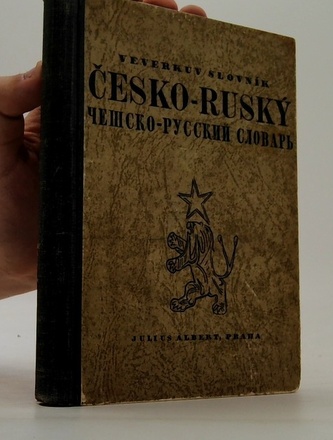 VEVERKŮV SLOVNÍK
ČESKO-RUSKÝ
ЧЕШСКО-РУССКИЙ СЛОВАРЬ
JULIUS ALBERT, PRAHA